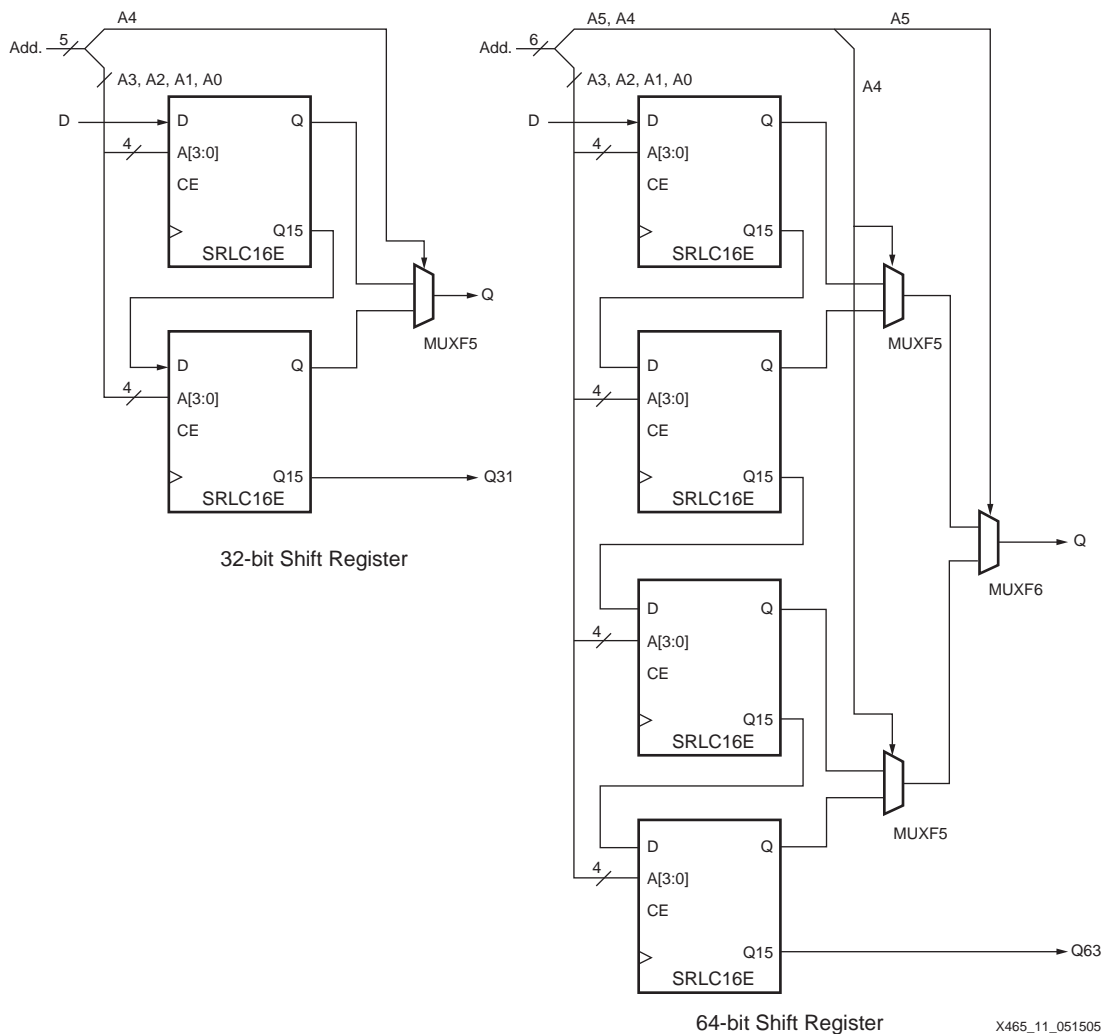 A4
Add.
5
A3, A2, A1, A0
D
D
Q
4
A[3:0]
CE
Q15
SRLC16E
Q
MUXF5
D
Q
4
A[3:0]
CE
Q15
Q31
SRLC16E
32-bit Shift Register
A5, A4
A5
Add.
6
A3, A2, A1, A0
A4
D
D
Q
4
A[3:0]
CE
Q15
SRLC16E
MUXF5
D
Q
4
A[3:0]
CE
Q15
SRLC16E
Q
MUXF6
D
Q
4
A[3:0]
CE
Q15
SRLC16E
MUXF5
D
Q
4
A[3:0]
CE
Q15
Q63
SRLC16E
64-bit Shift Register
X465_11_051505